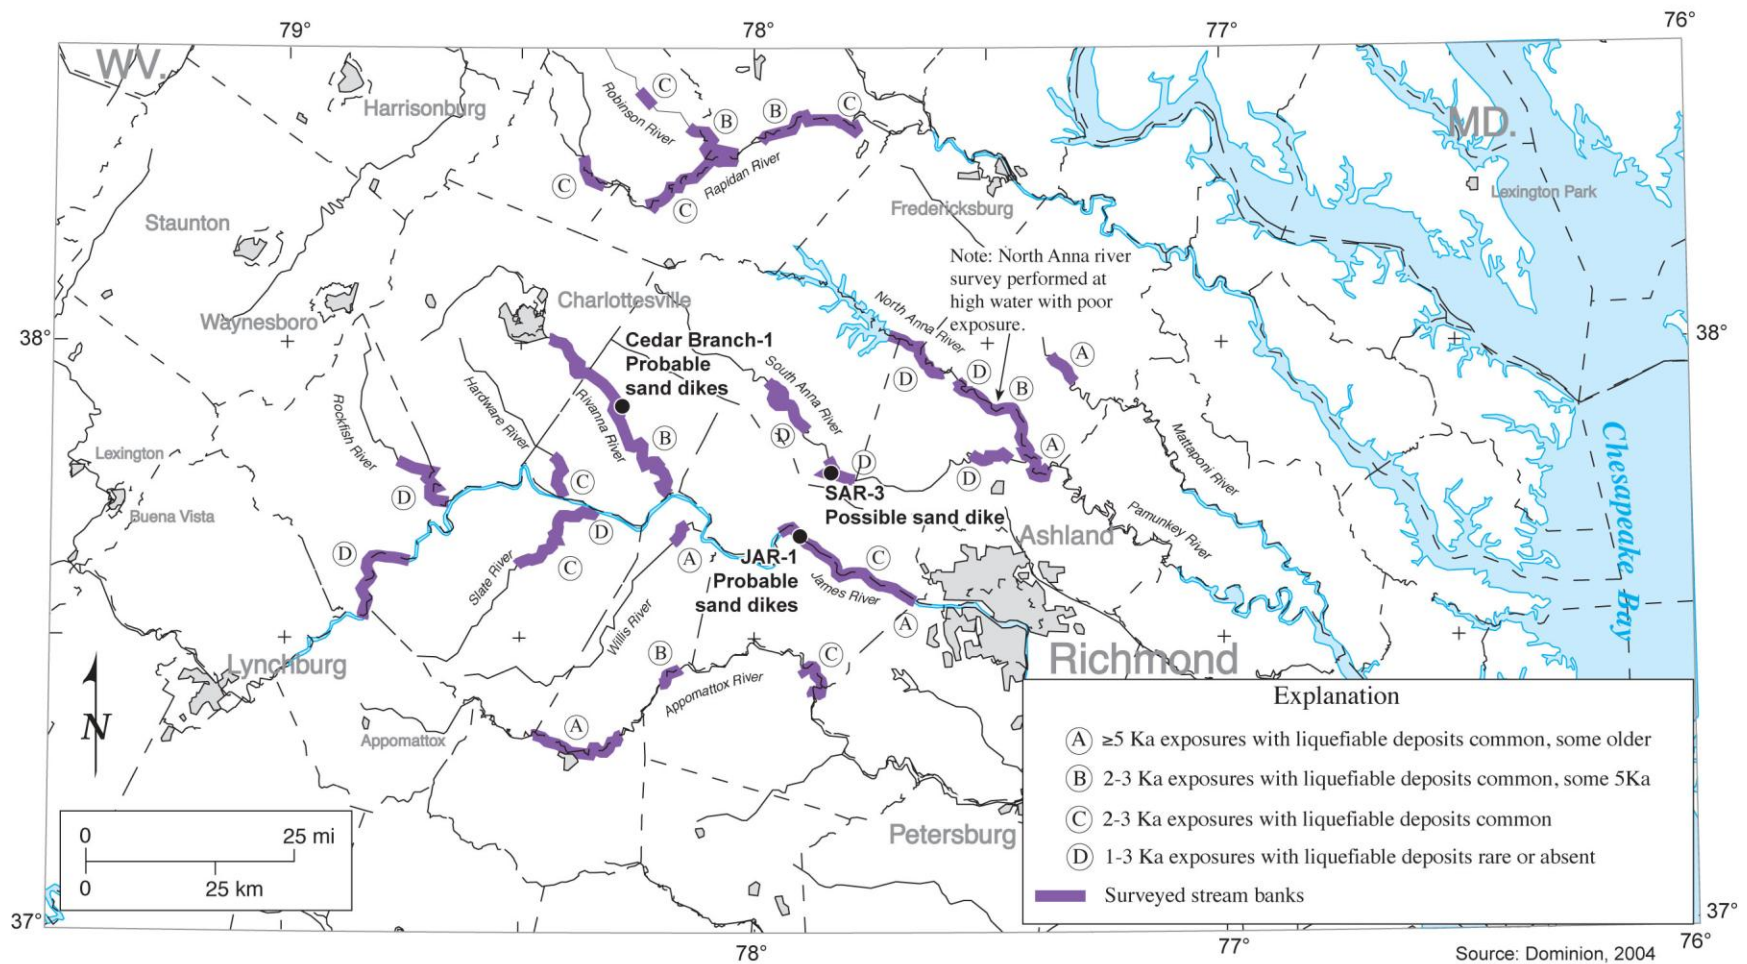 79°
78°
77°
76°
WV.
Harrisonburg
C
Robinson River
B
B
C
MD.
Lexington Park
Rapidan River
C
C
Fredericksburg
Staunton
Note: North Anna river
survey performed at
high water with poor
exposure.
Charlottesville
Waynesboro
North Anna River
38°
38°
Cedar Branch-1
Probable
sand dikes
A
D
D
B
South Anna River
Hardware River
Rivanna River
Rockfish River
D
B
A
Mattaponi River
Chesapeake Bay
Lexington
D
D
C
SAR-3
Possible sand dike
D
Buena Vista
Pamunkey River
Ashland
D
D
C
A
JAR-1
Probable
sand dikes
C
James River
Slate River
A
Willis River
B
C
Richmond
Lynchburg
Appomattox River
A
Appomattox
N
Petersburg
Explanation
A ≥5 Ka exposures with liquefiable deposits common, some older
B 2-3 Ka exposures with liquefiable deposits common, some 5Ka
C 2-3 Ka exposures with liquefiable deposits common
D 1-3 Ka exposures with liquefiable deposits rare or absent
Surveyed stream banks
0 25 mi
0 25 km
37°
37°
78°
77°
76°
Source: Dominion, 2004